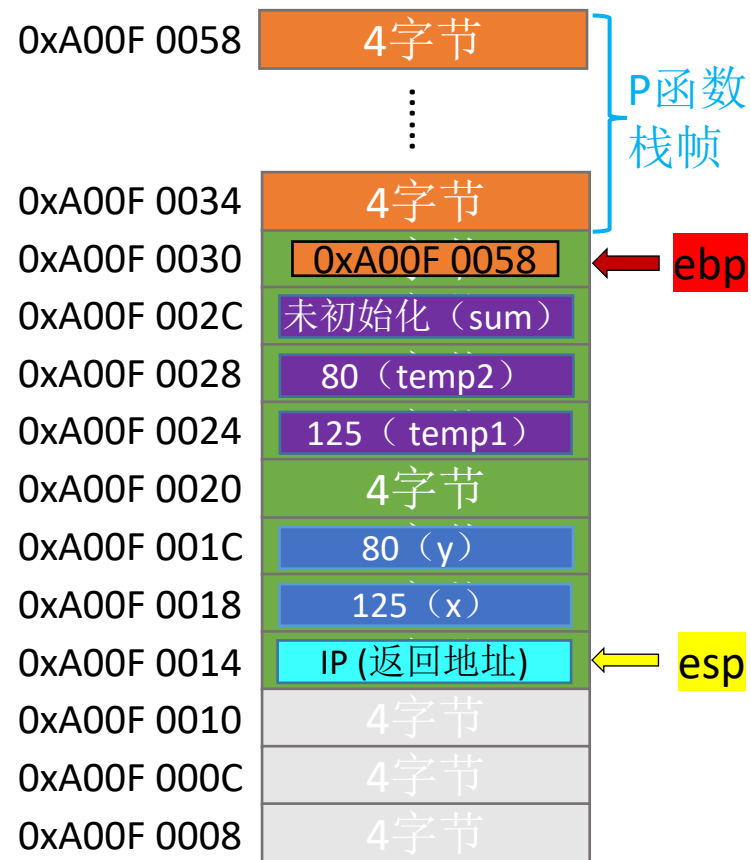 0xA00F 0058 4字节
P函数
栈帧
0xA00F 0034 4字节
0xA00F 0030 0xA00F 0058 ebp
0xA00F 002C 未初始化（sum）
0xA00F 0028 80（temp2）
0xA00F 0024 125（ temp1）
0xA00F 0020 4字节
0xA00F 001C 80（y）
0xA00F 0018 125（x）
0xA00F 0014 IP (返回地址) esp
0xA00F 0010 4字节
0xA00F 000C 4字节
0xA00F 0008 4字节